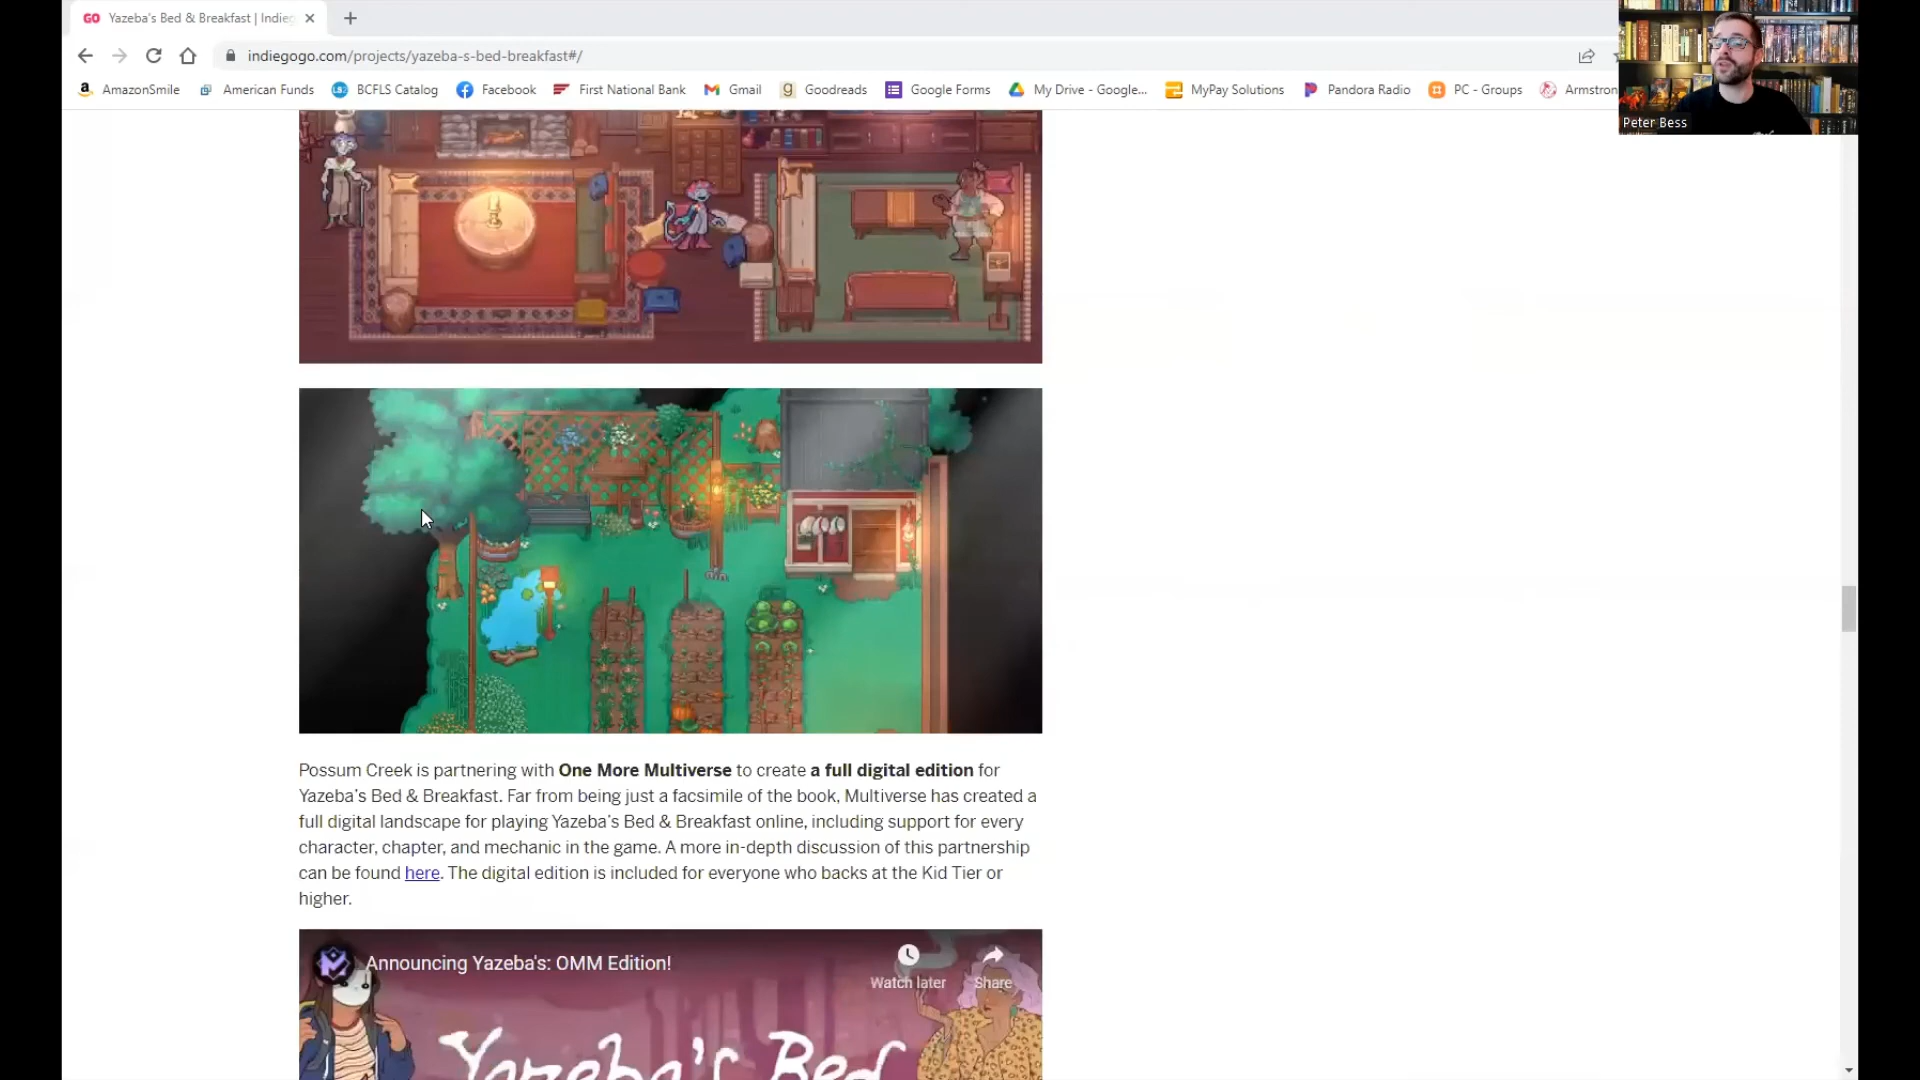 GO Yazeba's Bed & Breakfast | Indieg
indiegogo.com/projects/yazeba-s-bed-breakfast#/
AmazonSmile American Funds BCFLS Catalog Facebook First National Bank Gmail Goodreads Google Forms My Drive - Google... MyPay Solutions Pandora Radio PC - Groups Armstron
Peter Bess
Possum Creek is partnering with One More Multiverse to create a full digital edition for
Yazeba's Bed & Breakfast. Far from being just a facsimile of the book, Multiverse has created a
full digital landscape for playing Yazeba's Bed & Breakfast online, including support for every
character, chapter, and mechanic in the game. A more in-depth discussion of this partnership
can be found here. The digital edition is included for everyone who backs at the Kid Tier or
higher.
Announcing Yazeba's: OMM Edition!
Watch later Share
Yazeba's Bed